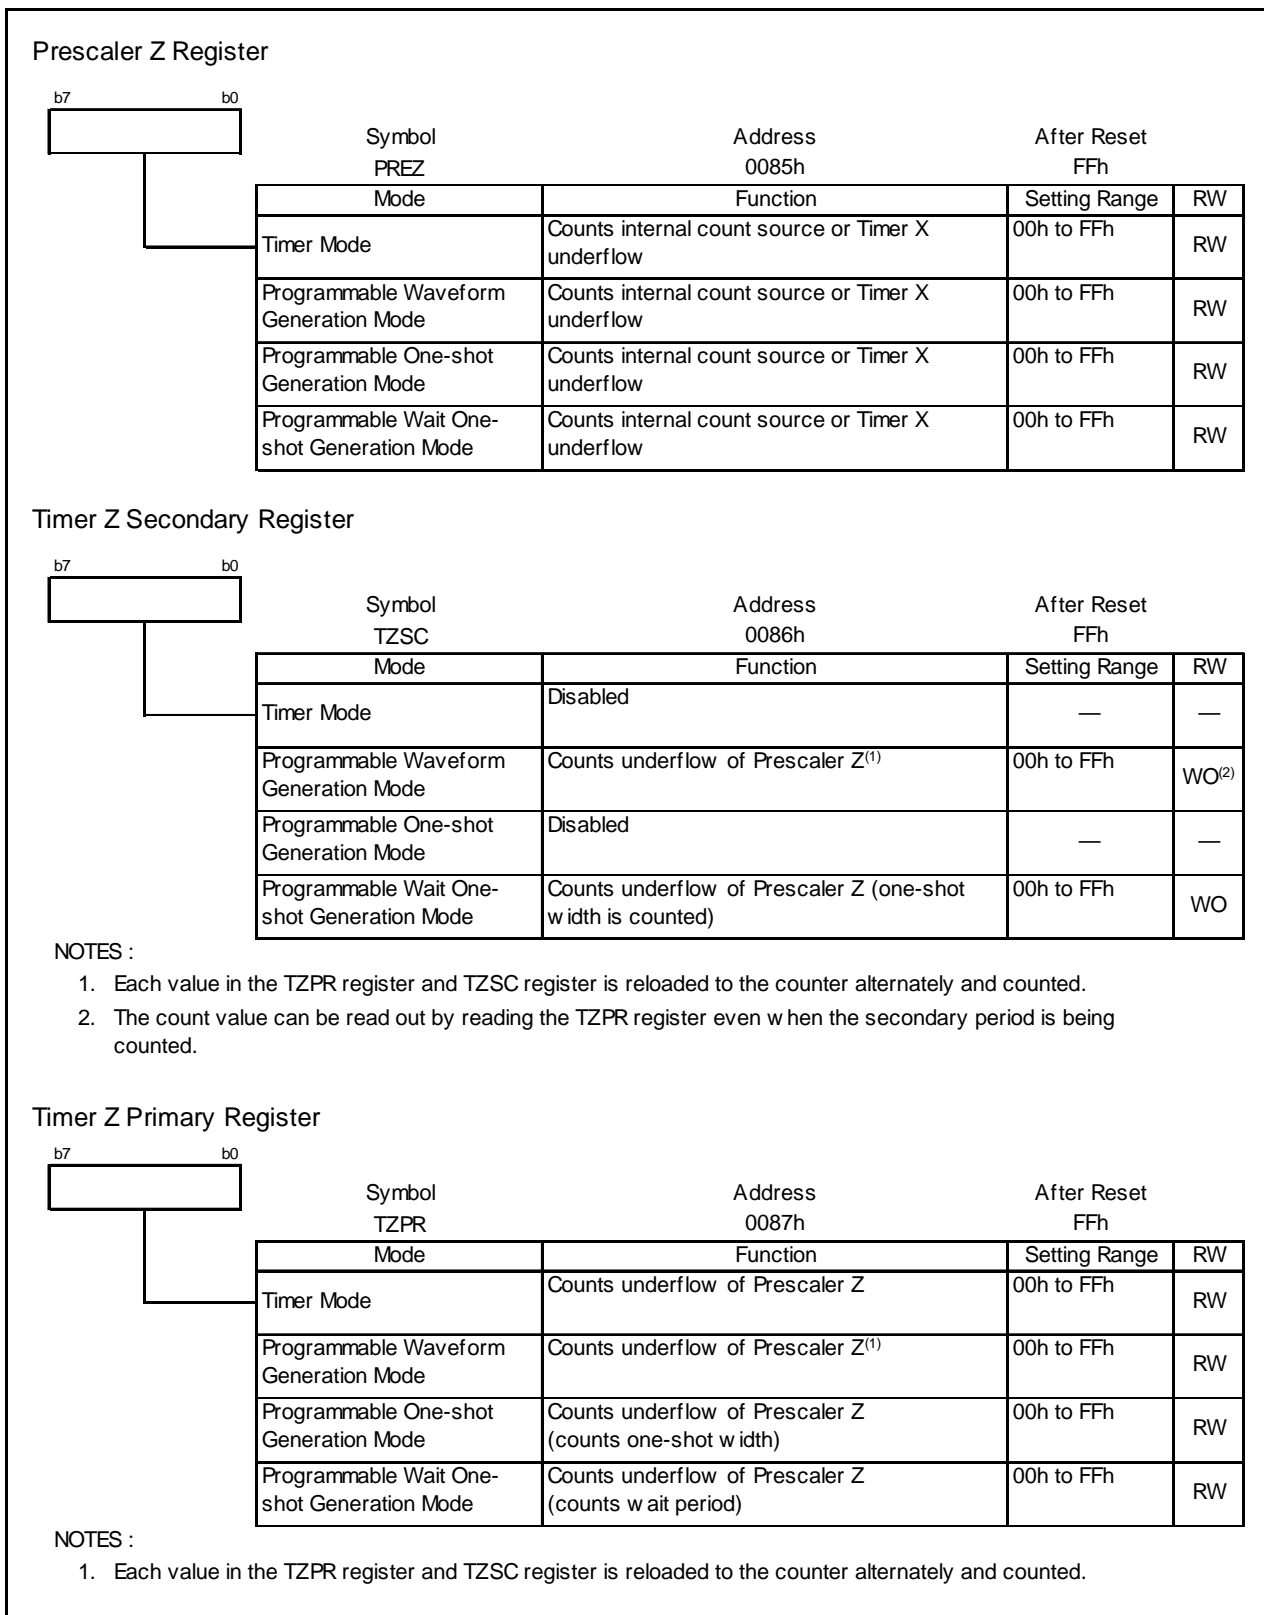 Prescaler Z Register
b7 b0
Symbol Address After Reset
PREZ 0085h FFh
Mode Function Setting Range RW
Timer Mode Counts internal count source or Timer X underflow 00h to FFh RW
Programmable Waveform Generation Mode Counts internal count source or Timer X underflow 00h to FFh RW
Programmable One-shot Generation Mode Counts internal count source or Timer X underflow 00h to FFh RW
Programmable Wait One-shot Generation Mode Counts internal count source or Timer X underflow 00h to FFh RW
Timer Z Secondary Register
b7 b0
Symbol Address After Reset
TZSC 0086h FFh
Mode Function Setting Range RW
Timer Mode Disabled — —
Programmable Waveform Generation Mode Counts underflow of Prescaler Z(1) 00h to FFh WO(2)
Programmable One-shot Generation Mode Disabled — —
Programmable Wait One-shot Generation Mode Counts underflow of Prescaler Z (one-shot width is counted) 00h to FFh WO
NOTES :
1. Each value in the TZPR register and TZSC register is reloaded to the counter alternately and counted.
2. The count value can be read out by reading the TZPR register even when the secondary period is being
counted.
Timer Z Primary Register
b7 b0
Symbol Address After Reset
TZPR 0087h FFh
Mode Function Setting Range RW
Timer Mode Counts underflow of Prescaler Z 00h to FFh RW
Programmable Waveform Generation Mode Counts underflow of Prescaler Z(1) 00h to FFh RW
Programmable One-shot Generation Mode Counts underflow of Prescaler Z (counts one-shot width) 00h to FFh RW
Programmable Wait One-shot Generation Mode Counts underflow of Prescaler Z (counts wait period) 00h to FFh RW
NOTES :
1. Each value in the TZPR register and TZSC register is reloaded to the counter alternately and counted.